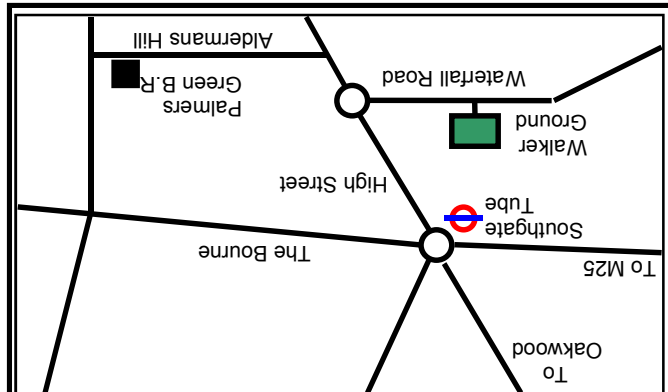 To
Oakwood
To M25
The Bourne
Southgate
Tube
High Street
Walker
Ground
Waterfall Road
Palmers
Green B.R
Aldermans Hill